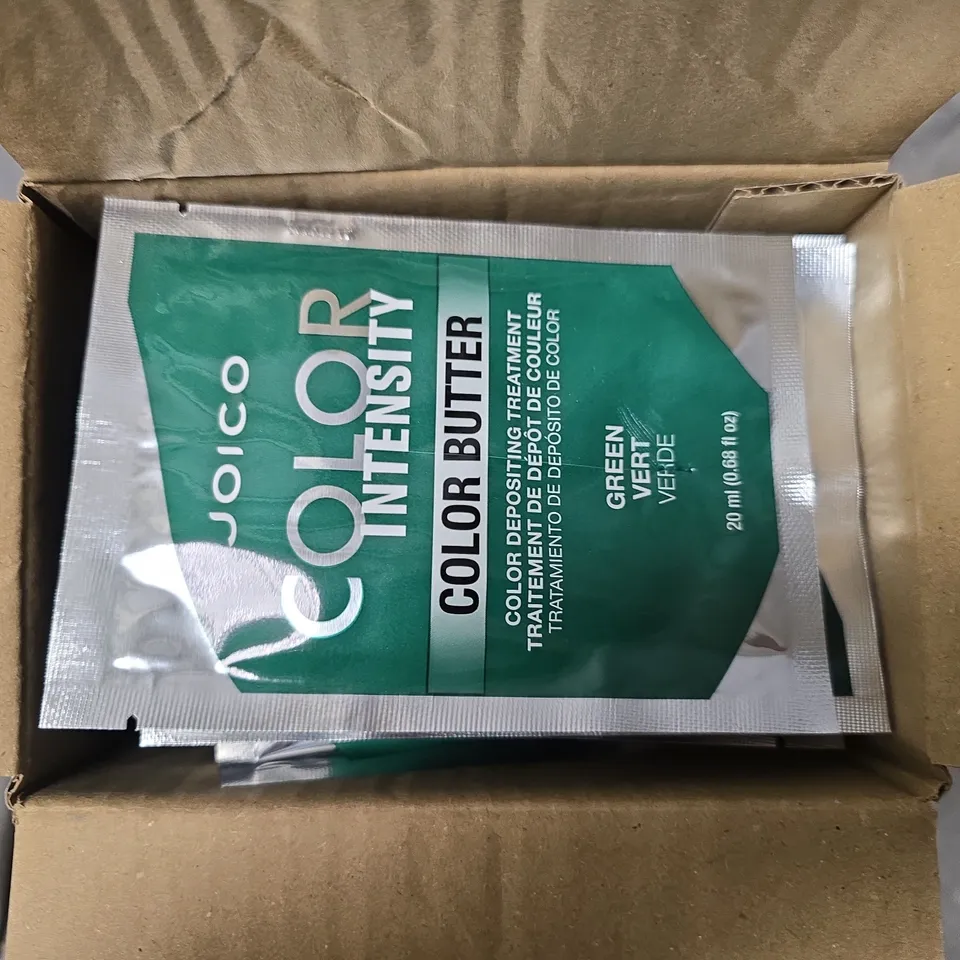 JOICO
COLOR
INTENSITY
COLOR BUTTER
COLOR DEPOSITING TREATMENT
TRAITEMENT DE DÉPÔT DE COULEUR
TRATAMIENTO DE DEPÓSITO DE COLOR
GREEN
VERT
VERDE
20 ml (0.68 fl oz)